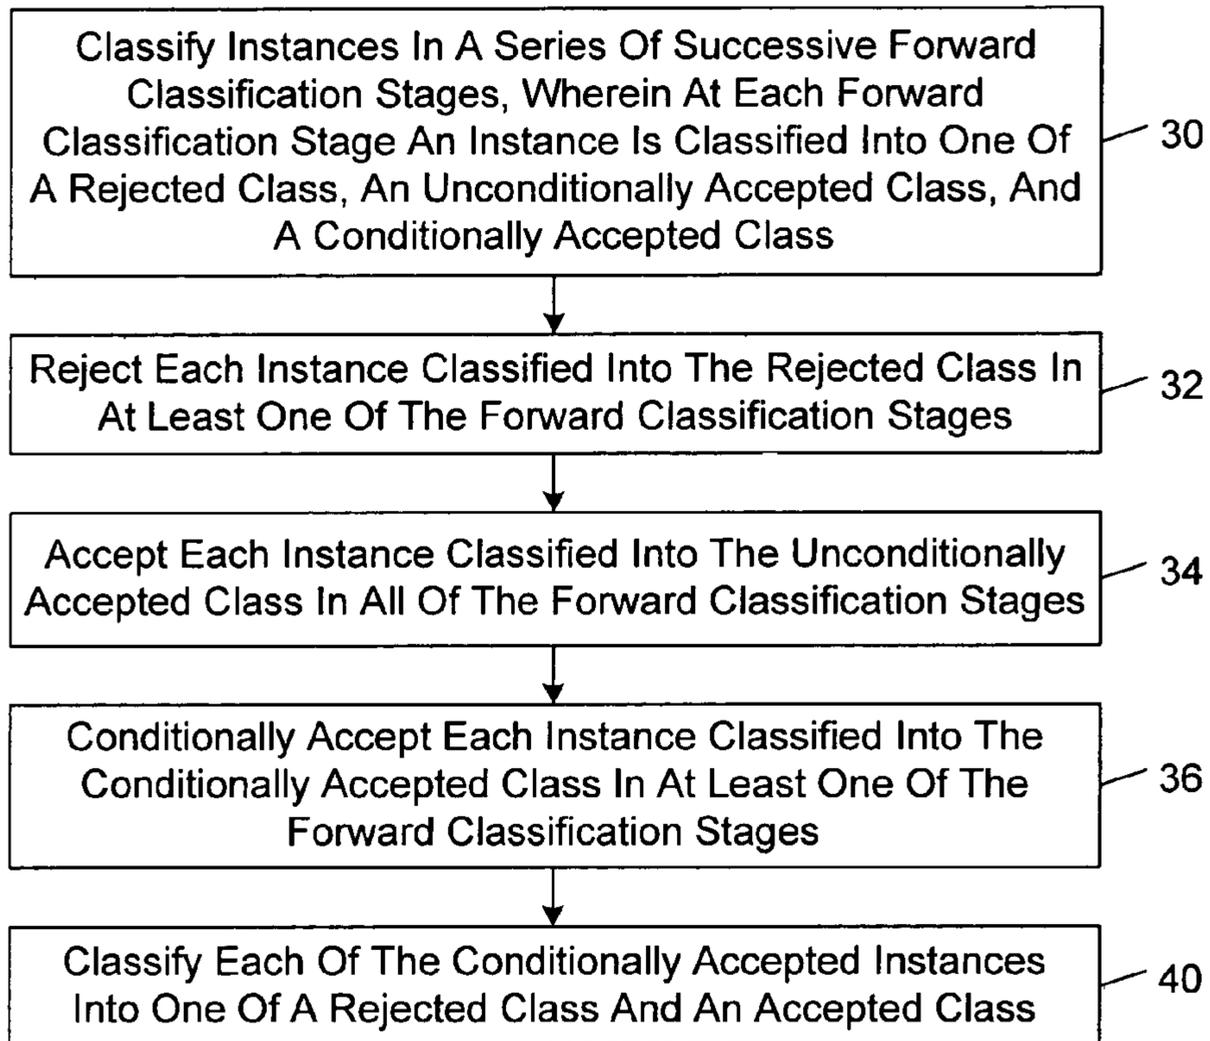 Classify Instances In A Series Of Successive Forward
Classification Stages, Wherein At Each Forward
Classification Stage An Instance Is Classified Into One Of
A Rejected Class, An Unconditionally Accepted Class, And
A Conditionally Accepted Class
30
Reject Each Instance Classified Into The Rejected Class In
At Least One Of The Forward Classification Stages
32
Accept Each Instance Classified Into The Unconditionally
Accepted Class In All Of The Forward Classification Stages
34
Conditionally Accept Each Instance Classified Into The
Conditionally Accepted Class In At Least One Of The
Forward Classification Stages
36
Classify Each Of The Conditionally Accepted Instances
Into One Of A Rejected Class And An Accepted Class
40